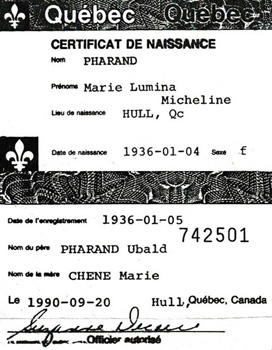 Québec Québec
CERTIFICAT DE NAISSANCE
Nom PHARAND
Prénoms Marie Lumina
Micheline
Lieu de naissance HULL, Qc
Date de naissance 1936-01-04 Sexe f
Date de l'enregistrement 1936-01-05
742501
Nom du père PHARAND Ubald
Nom de la mère CHENE Marie
Le 1990-09-20 Hull, Québec, Canada
Suzanne
Officier autorisé